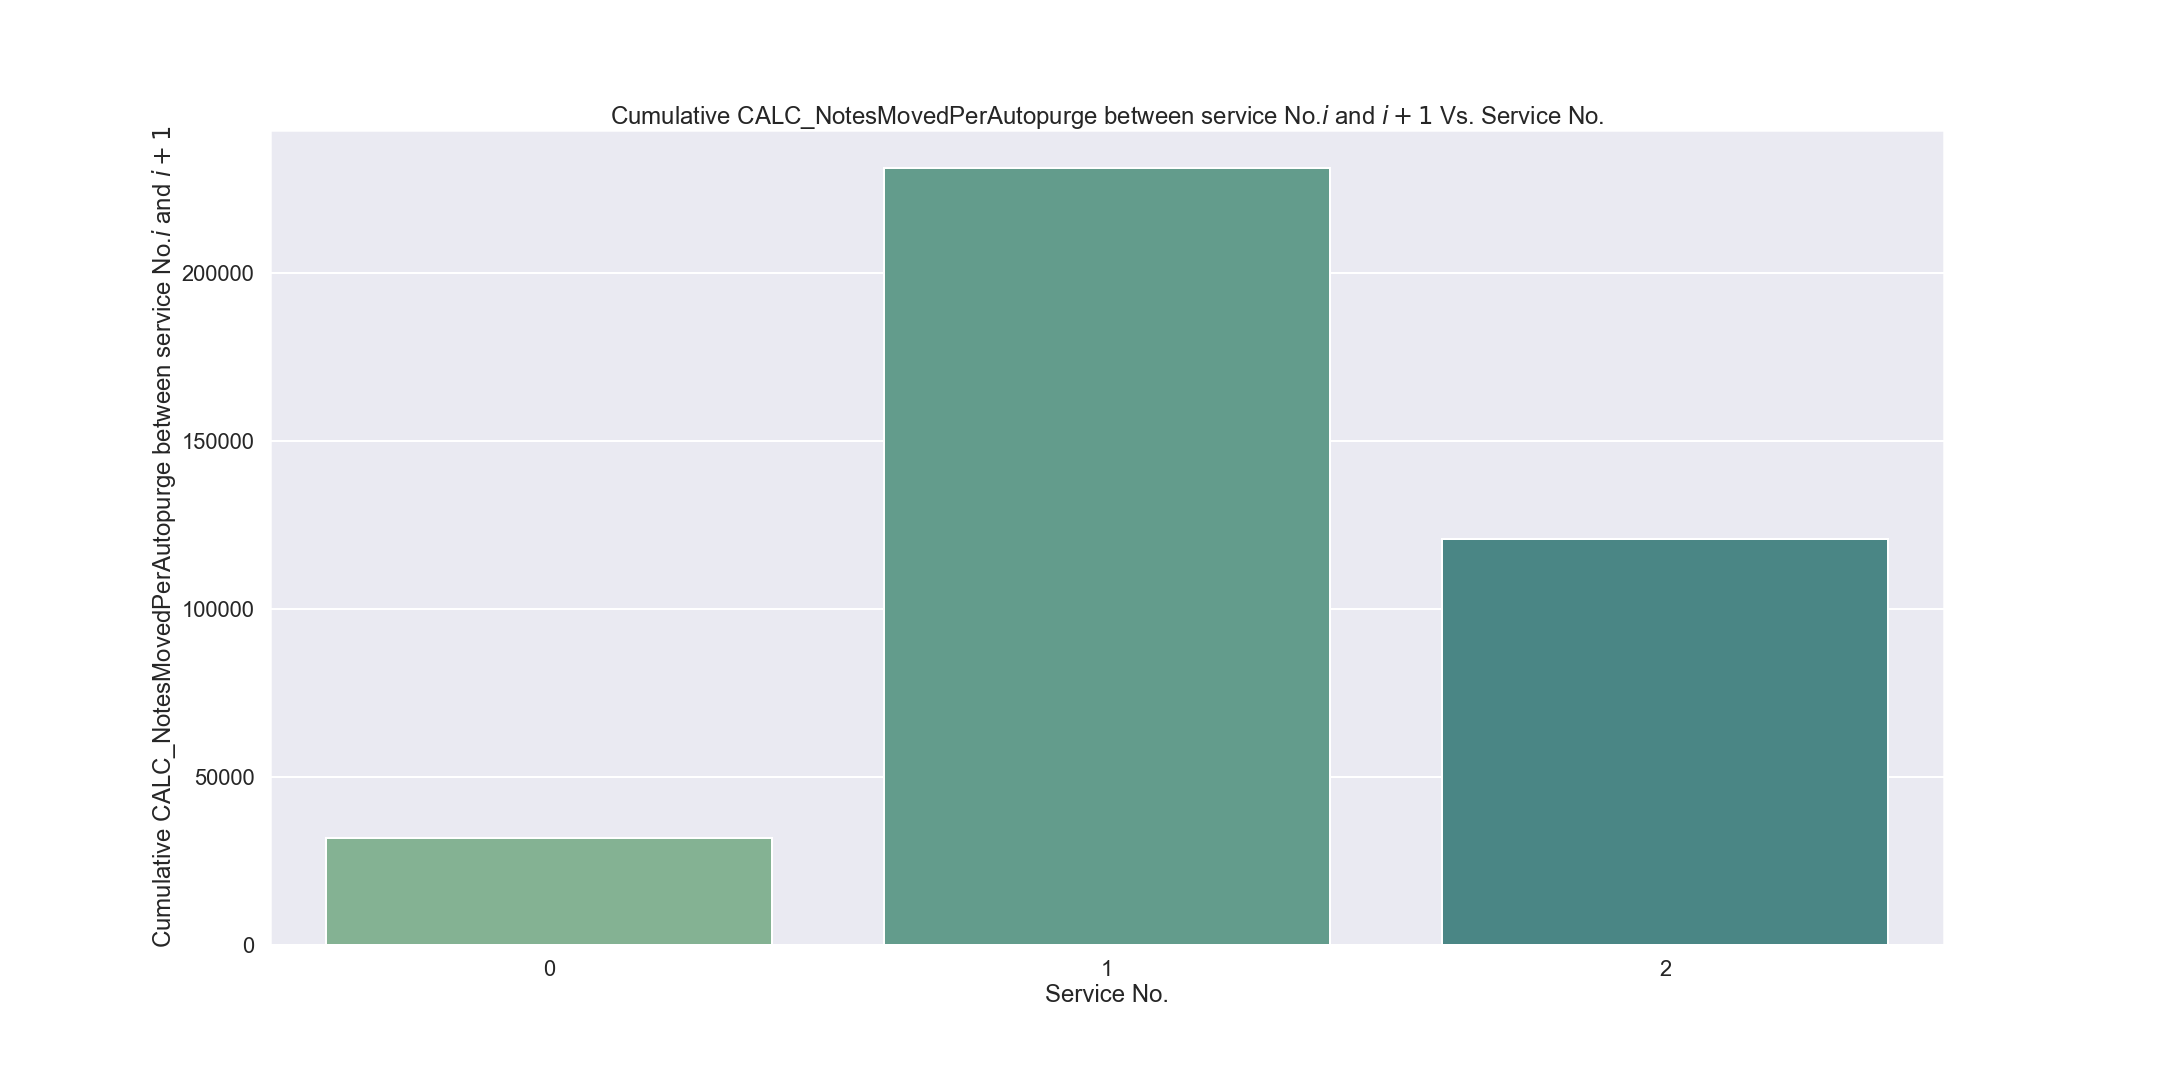 Cumulative CALC_NotesMovedPerAutopurge between service No.i and i + 1 Vs. Service No.
Cumulative CALC_NotesMovedPerAutopurge between service No.i and i + 1
200000
150000
100000
50000
0
0 1 2
Service No.